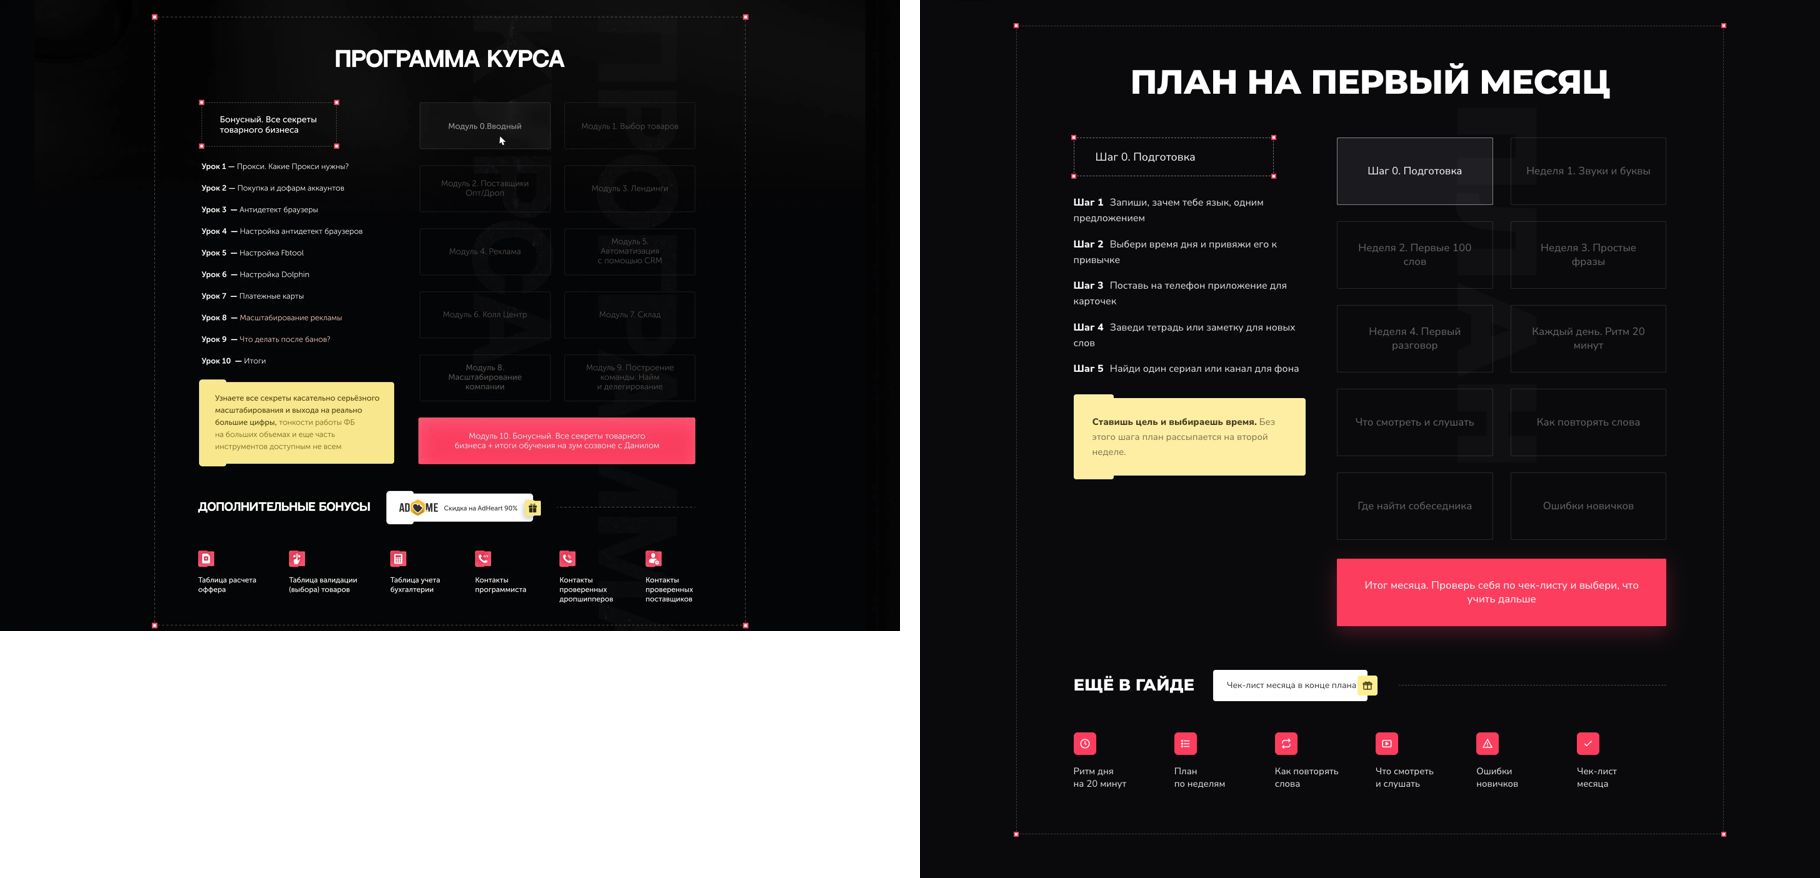 ПРОГРАММА КУРСА
Бонусный. Все секреты
товарного бизнеса
Урок 1 — Прокси. Какие Прокси нужны?
Урок 2 — Покупка и дофарм аккаунтов
Урок 3 — Антидетект браузеры
Урок 4 — Настройка антидетект браузеров
Урок 5 — Настройка Fbtool
Урок 6 — Настройка Dolphin
Урок 7 — Платежные карты
Урок 8 — Масштабирование рекламы
Урок 9 — Что делать после банов?
Урок 10 — Итоги
Узнаете все секреты касательно серьёзного
масштабирования и выхода на реально
большие цифры, тонкости работы ФБ
на больших объемах и еще часть
инструментов доступным не всем
Модуль 0.Вводный
Модуль 1. Выбор товаров
Модуль 2. Поставщики
Опт/Дроп
Модуль 3. Лендинги
Модуль 4. Реклама
Модуль 5.
Автоматизация
с помощью CRM
Модуль 6. Колл Центр
Модуль 7. Склад
Модуль 8.
Масштабирование
компании
Модуль 9. Построение
команды. Найм
и делегирование
Модуль 10. Бонусный. Все секреты товарного
бизнеса + итоги обучения на зум созвоне с Данилом
ДОПОЛНИТЕЛЬНЫЕ БОНУСЫ
AD ME Скидка на AdHeart 90%
Таблица расчета
оффера
Таблица валидации
(выбора) товаров
Таблица учета
бухгалтерии
Контакты
программиста
Контакты
проверенных
дропшипперов
Контакты
проверенных
поставщиков
ПРОГРАММА
КУРСА
ПЛАН НА ПЕРВЫЙ МЕСЯЦ
Шаг 0. Подготовка
Шаг 1 Запиши, зачем тебе язык, одним
предложением
Шаг 2 Выбери время дня и привяжи его к
привычке
Шаг 3 Поставь на телефон приложение для
карточек
Шаг 4 Заведи тетрадь или заметку для новых
слов
Шаг 5 Найди один сериал или канал для фона
Ставишь цель и выбираешь время. Без
этого шага план рассыпается на второй
неделе.
Шаг 0. Подготовка
Неделя 1. Звуки и буквы
Неделя 2. Первые 100
слов
Неделя 3. Простые
фразы
Неделя 4. Первый
разговор
Каждый день. Ритм 20
минут
Что смотреть и слушать
Как повторять слова
Где найти собеседника
Ошибки новичков
Итог месяца. Проверь себя по чек-листу и выбери, что
учить дальше
ЕЩЁ В ГАЙДЕ
Чек-лист месяца в конце плана
Ритм дня
на 20 минут
План
по неделям
Как повторять
слова
Что смотреть
и слушать
Ошибки
новичков
Чек-лист
месяца
ПЛАН